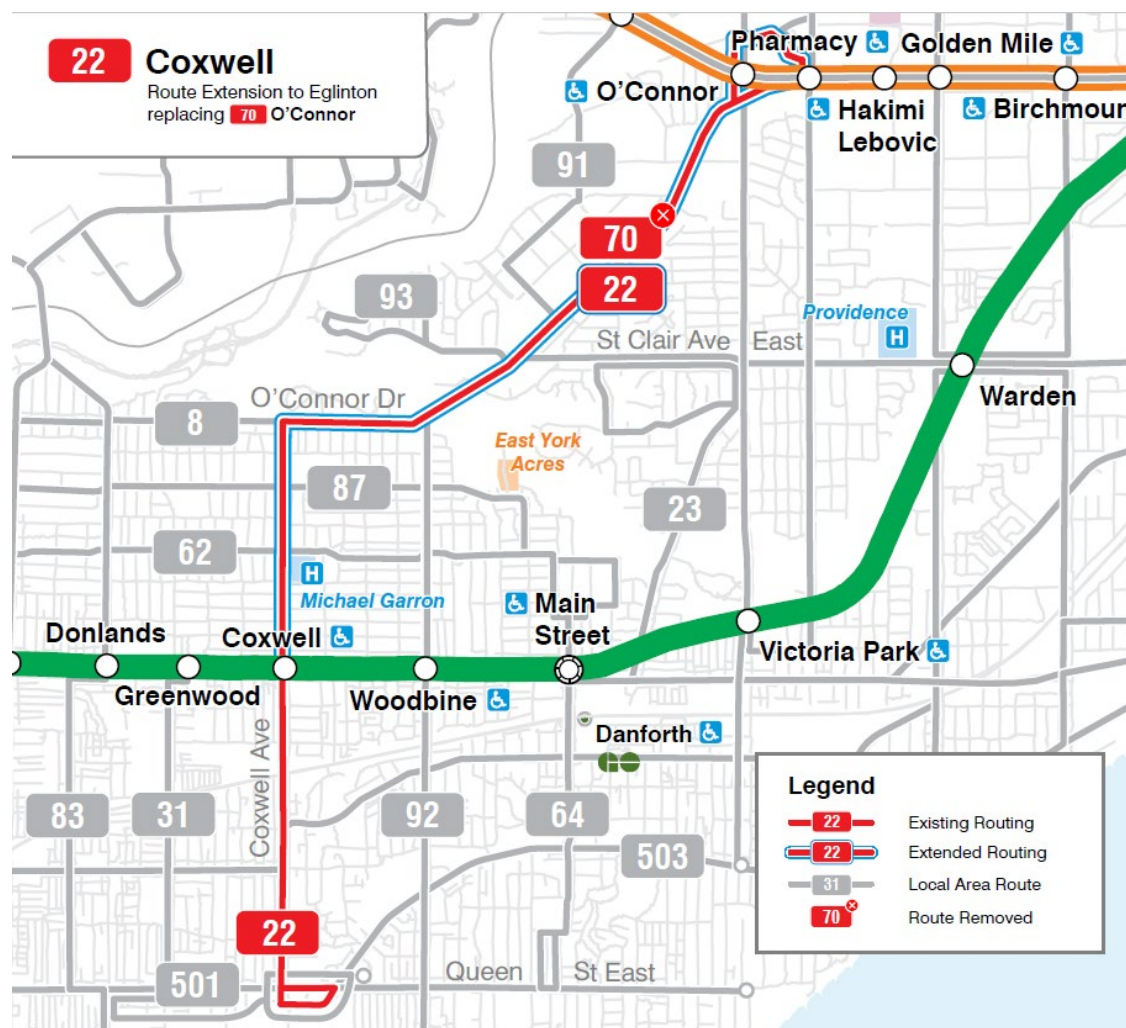 22 Coxwell
Route Extension to Eglinton
replacing 70 O'Connor
Pharmacy
Golden Mile
O'Connor
Hakimi
Lebovic
Birchmour
91
70
22
93
Providence
H
St Clair Ave East
Warden
O'Connor Dr
8
East York
Acres
87
23
62
H
Michael Garron
Main
Street
Donlands
Coxwell
Victoria Park
Greenwood
Woodbine
Coxwell Ave
Danforth
GO
83
31
92
64
503
22
501
Queen St East
Legend
22 Existing Routing
22 Extended Routing
31 Local Area Route
70 Route Removed